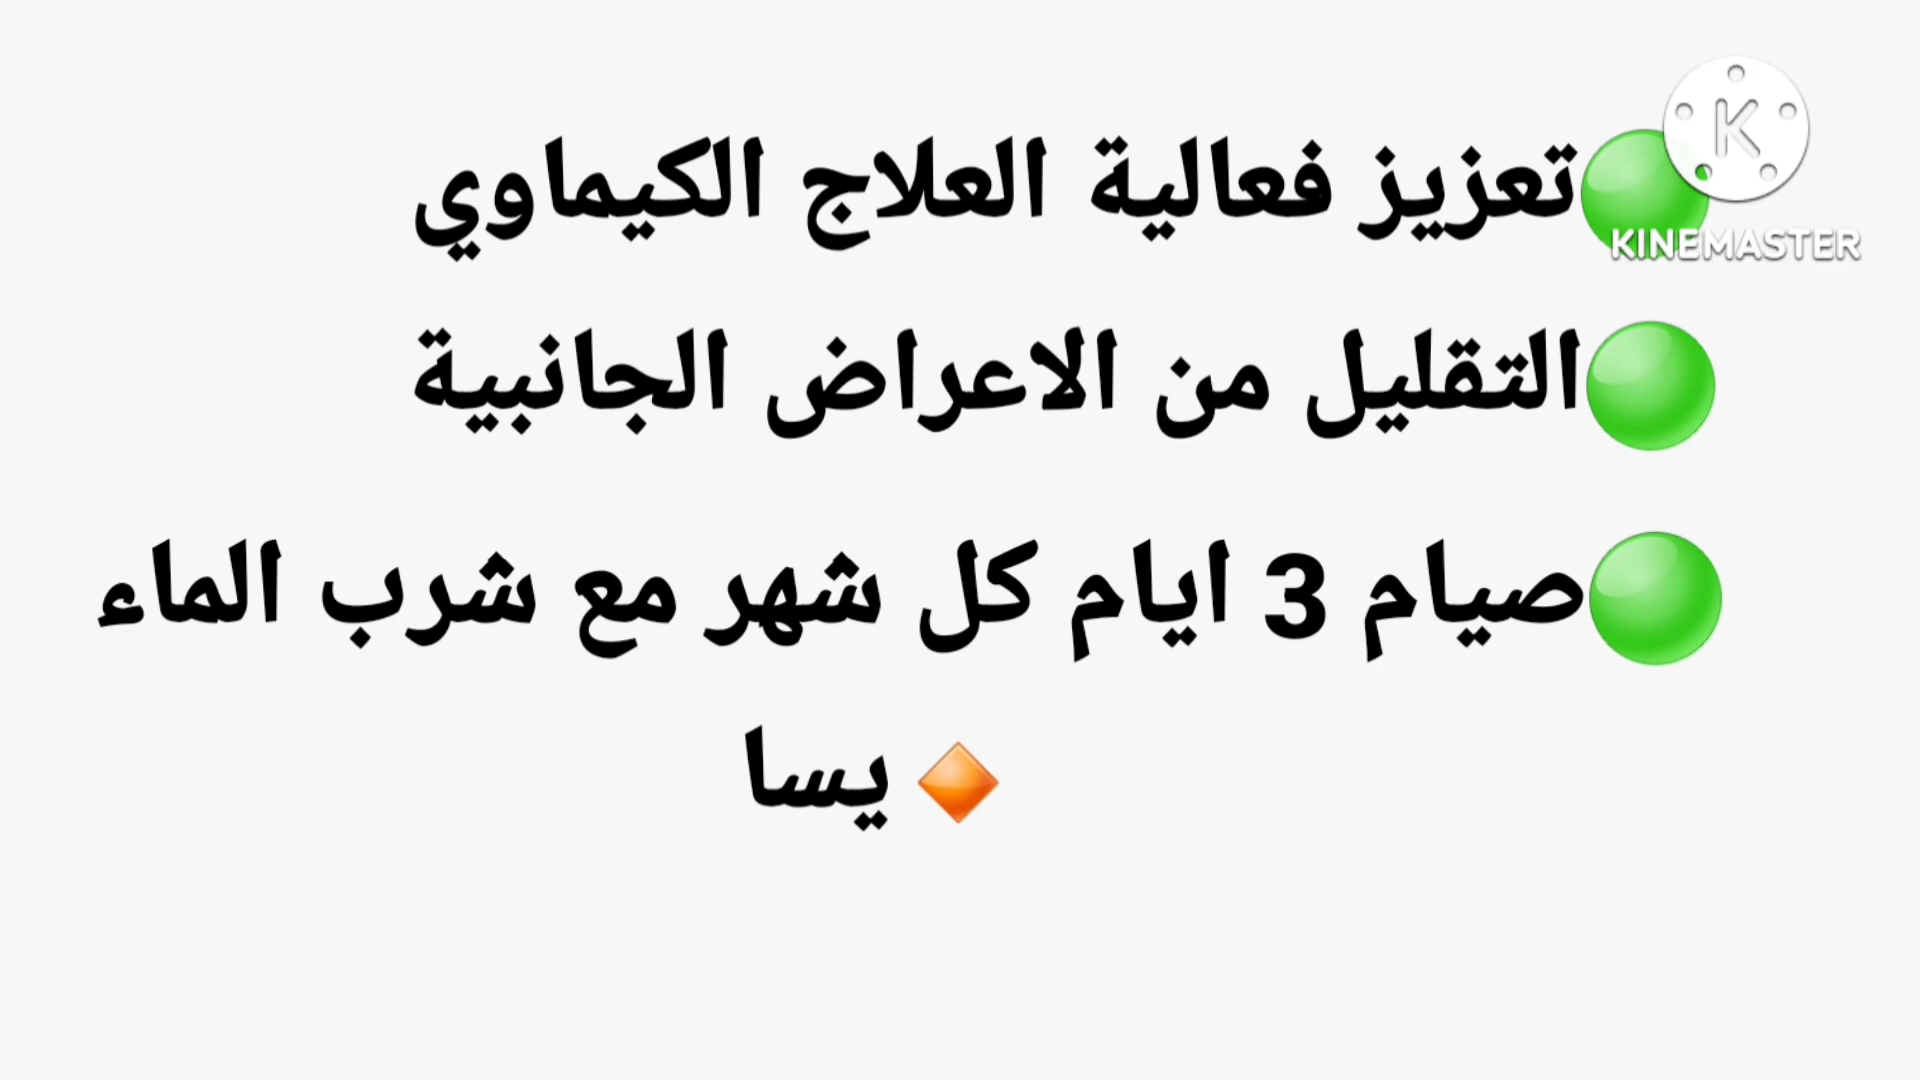 تعزيز فعالية العلاج الكيماوي
KINEMASTER
التقليل من الاعراض الجانبية
صيام 3 ايام كل شهر مع شرب الماء
يسا